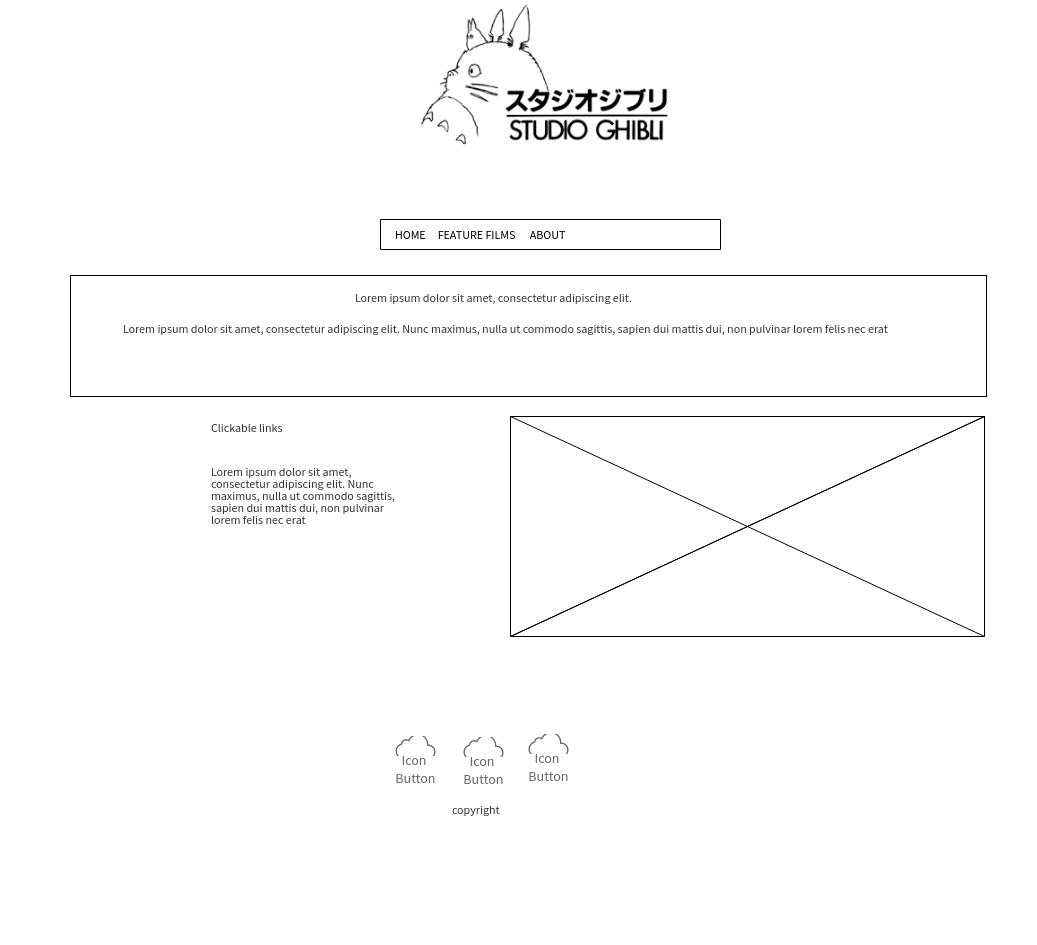 スタジオジブリ
STUDIO GHIBLI
HOME FEATURE FILMS ABOUT
Lorem ipsum dolor sit amet, consectetur adipiscing elit.
Lorem ipsum dolor sit amet, consectetur adipiscing elit. Nunc maximus, nulla ut commodo sagittis, sapien dui mattis dui, non pulvinar lorem felis nec erat
Clickable links
Lorem ipsum dolor sit amet,
consectetur adipiscing elit. Nunc
maximus, nulla ut commodo sagittis,
sapien dui mattis dui, non pulvinar
lorem felis nec erat
Icon Icon Icon
Button Button Button
copyright